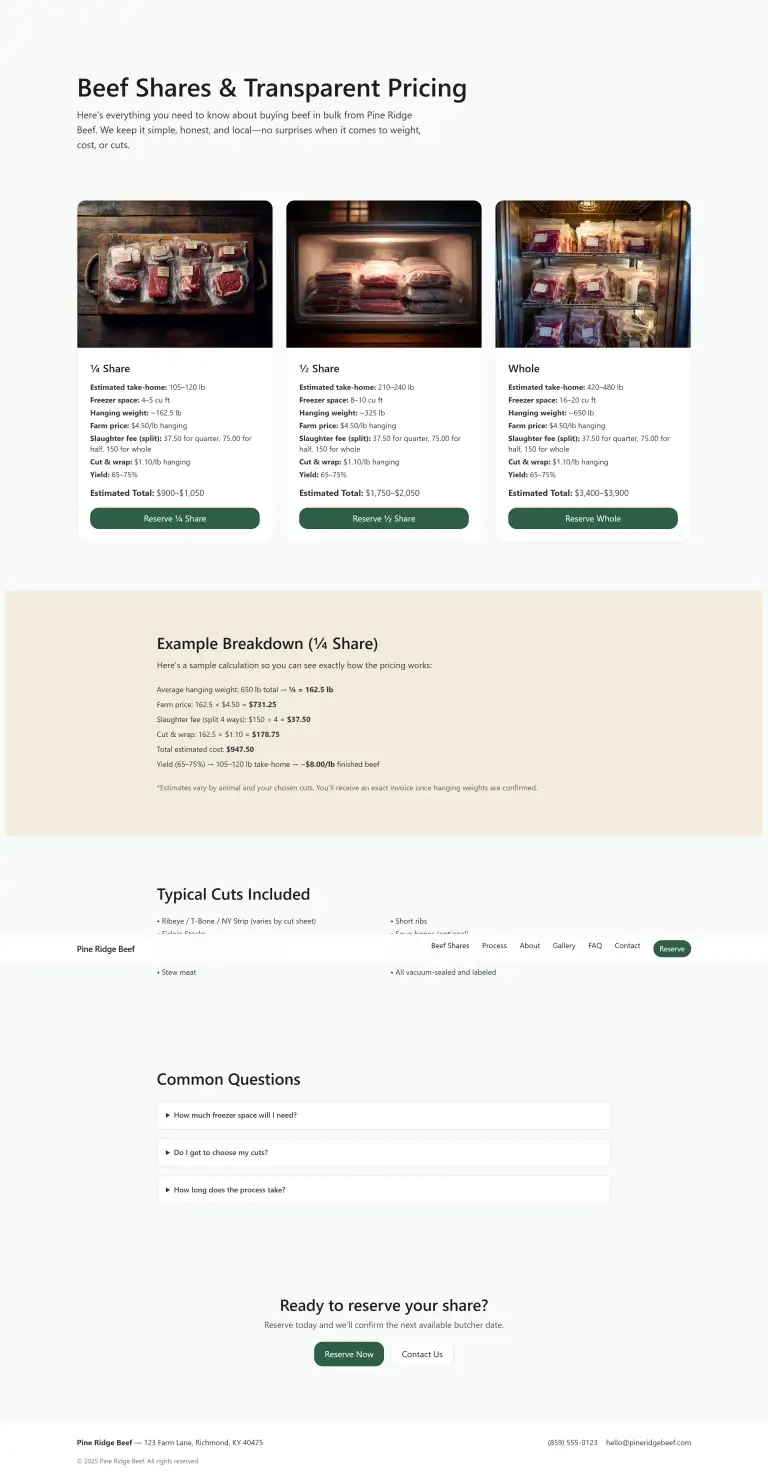 Beef Shares & Transparent Pricing
Here's everything you need to know about buying beef in bulk from Pine Ridge
Beef. We keep it simple, honest, and local—no surprises when it comes to weight,
cost, or cuts.
¼ Share
Estimated take-home: 105–120 lb
Freezer space: 4–5 cu ft
Hanging weight: ~162.5 lb
Farm price: $4.50/lb hanging
Slaughter fee (split): 37.50 for quarter, 75.00 for
half, 150 for whole
Cut & wrap: $1.10/lb hanging
Yield: 65–75%
Estimated Total: $900–$1,050
Reserve ¼ Share
½ Share
Estimated take-home: 210–240 lb
Freezer space: 8–10 cu ft
Hanging weight: ~325 lb
Farm price: $4.50/lb hanging
Slaughter fee (split): 37.50 for quarter, 75.00 for
half, 150 for whole
Cut & wrap: $1.10/lb hanging
Yield: 65–75%
Estimated Total: $1,750–$2,050
Reserve ½ Share
Whole
Estimated take-home: 420–480 lb
Freezer space: 16–20 cu ft
Hanging weight: ~650 lb
Farm price: $4.50/lb hanging
Slaughter fee (split): 37.50 for quarter, 75.00 for
half, 150 for whole
Cut & wrap: $1.10/lb hanging
Yield: 65–75%
Estimated Total: $3,400–$3,900
Reserve Whole
Example Breakdown (¼ Share)
Here's a sample calculation so you can see exactly how the pricing works:
Average hanging weight: 650 lb total → ¼ = 162.5 lb
Farm price: 162.5 × $4.50 = $731.25
Slaughter fee (split 4 ways): $150 ÷ 4 = $37.50
Cut & wrap: 162.5 × $1.10 = $178.75
Total estimated cost: $947.50
Yield (65–75%) → 105–120 lb take-home → ~$8.00/lb finished beef
*Estimates vary by animal and your chosen cuts. You'll receive an exact invoice once hanging weights are confirmed.
Typical Cuts Included
• Ribeye / T-Bone / NY Strip (varies by cut sheet)
• Short ribs
• Sirloin Steaks
• Soup bones (optional)
Pine Ridge Beef
Beef Shares
Process
About
Gallery
FAQ
Contact
Reserve
• Stew meat
• All vacuum-sealed and labeled
Common Questions
▶ How much freezer space will I need?
▶ Do I get to choose my cuts?
▶ How long does the process take?
Ready to reserve your share?
Reserve today and we'll confirm the next available butcher date.
Reserve Now
Contact Us
Pine Ridge Beef — 123 Farm Lane, Richmond, KY 40475
(859) 555-0123 hello@pineridgebeef.com
© 2025 Pine Ridge Beef. All rights reserved.